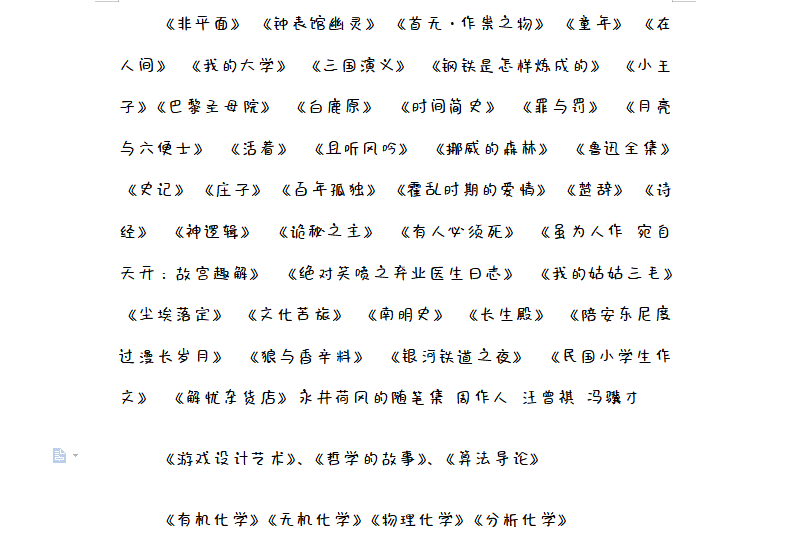 《非平面》 《钟表馆幽灵》 《首无·作祟之物》 《童年》 《在
人间》 《我的大学》 《三国演义》 《钢铁是怎样炼成的》 《小王
子》《巴黎圣母院》 《白鹿原》 《时间简史》 《罪与罚》 《月亮
与六便士》 《活着》 《且听风吟》 《挪威的森林》 《鲁迅全集》
《史记》 《庄子》 《百年孤独》 《霍乱时期的爱情》 《楚辞》 《诗
经》 《神逻辑》 《诡秘之主》 《有人必须死》 《虽为人作 宛自
天开：故宫趣解》 《绝对笑喷之弃业医生日志》 《我的姑姑三毛》
《尘埃落定》 《文化苦旅》 《南明史》 《长生殿》 《陪安东尼度
过漫长岁月》 《狼与香辛料》 《银河铁道之夜》 《民国小学生作
文》 《解忧杂货店》永井荷风的随笔集 周作人 汪曾祺 冯骥才
《游戏设计艺术》、《哲学的故事》、《算法导论》
《有机化学》《无机化学》《物理化学》《分析化学》